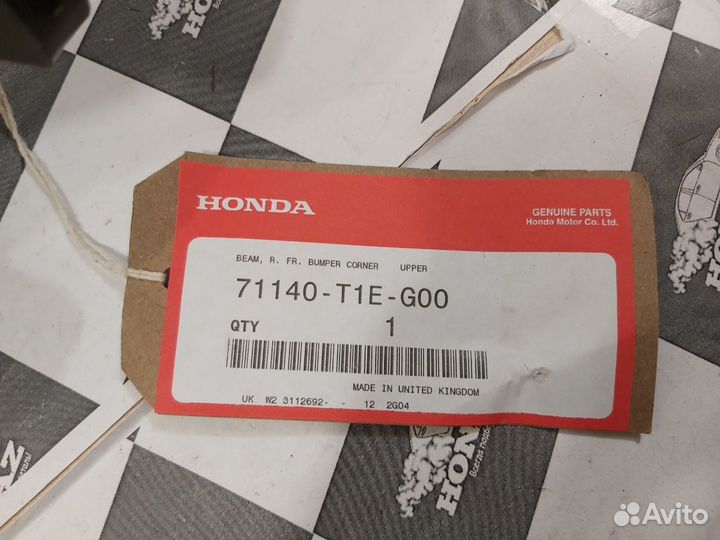 HONDA
GENUINE PARTS
Honda Motor Co. Ltd.
BEAM, R. FR. BUMPER CORNER UPPER
71140-T1E-G00
QTY 1
MADE IN UNITED KINGDOM
UK W2 3112692- - 12 2G04
HON
Avito